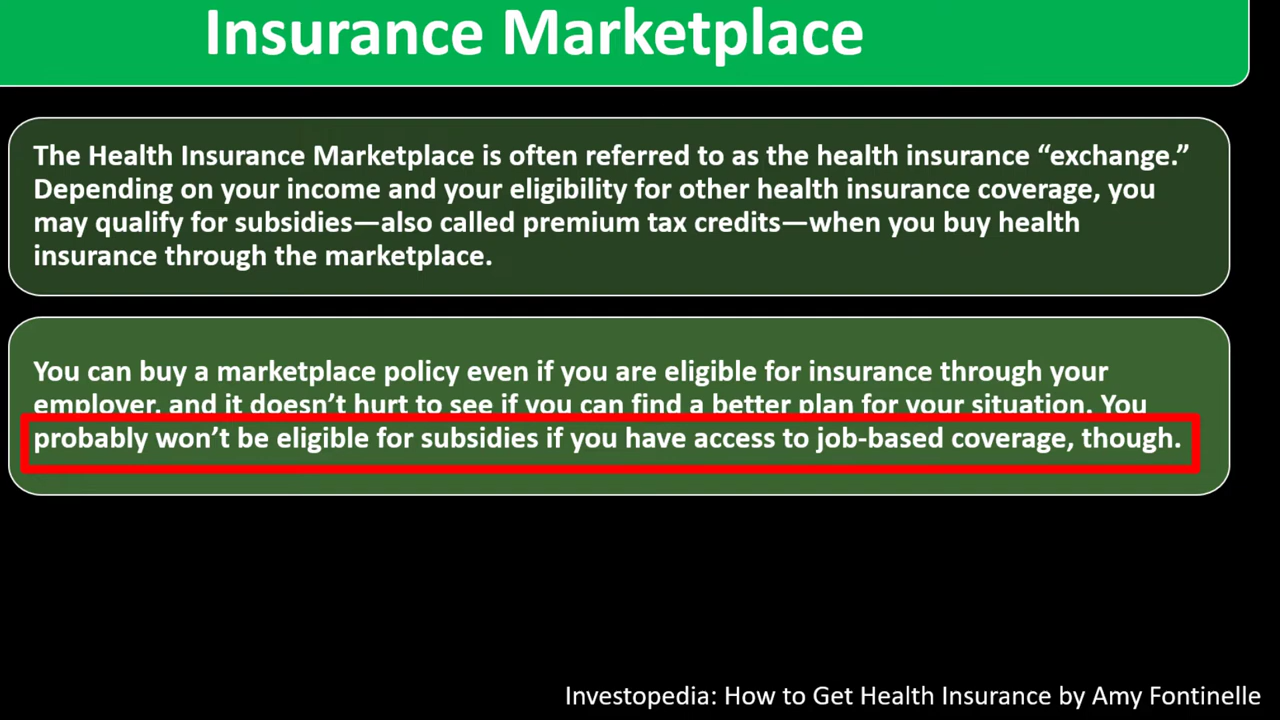 Insurance Marketplace
The Health Insurance Marketplace is often referred to as the health insurance “exchange.”
Depending on your income and your eligibility for other health insurance coverage, you
may qualify for subsidies—also called premium tax credits—when you buy health
insurance through the marketplace.
You can buy a marketplace policy even if you are eligible for insurance through your
employer, and it doesn’t hurt to see if you can find a better plan for your situation. You
probably won’t be eligible for subsidies if you have access to job-based coverage, though.
Investopedia: How to Get Health Insurance by Amy Fontinelle